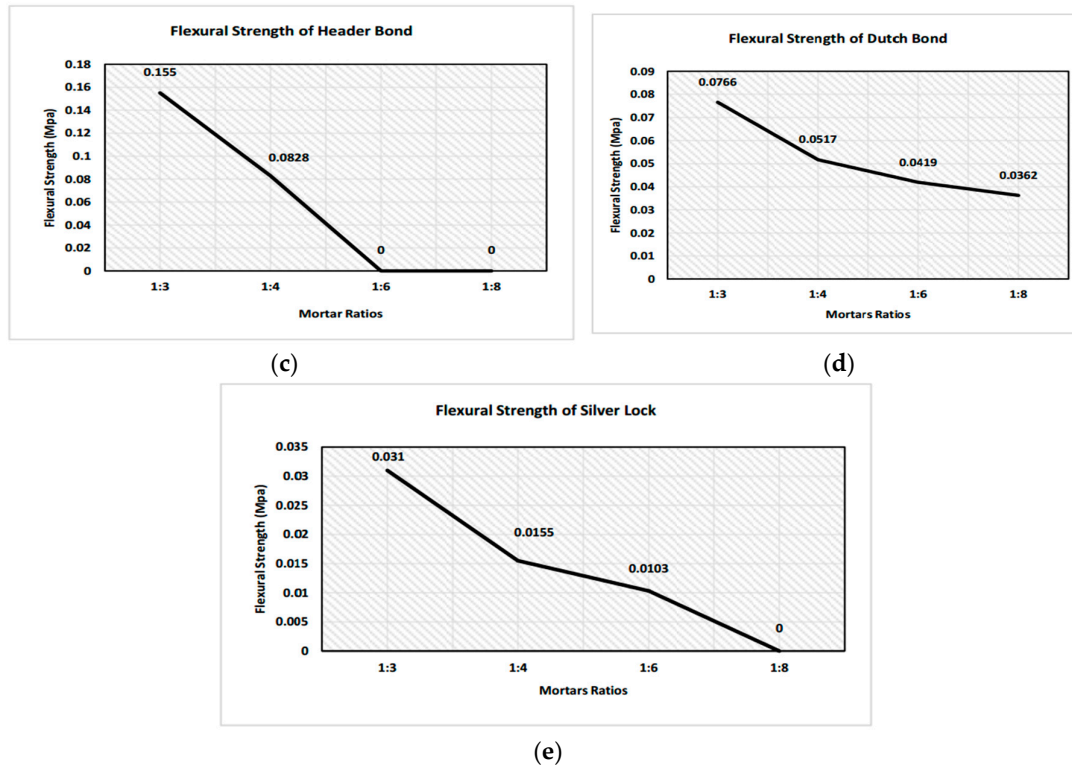 Flexural Strength of Header Bond
0.18
0.16
0.14
0.12
0.1
0.08
0.06
0.04
0.02
0
Flexural Strength (Mpa)
0.155
0.0828
0
0
1:3 1:4 1:6 1:8
Mortar Ratios
(c)
Flexural Strength of Dutch Bond
0.09
0.08
0.07
0.06
0.05
0.04
0.03
0.02
0.01
0
Flexural Strength (Mpa)
0.0766
0.0517
0.0419
0.0362
1:3 1:4 1:6 1:8
Mortars Ratios
(d)
Flexural Strength of Silver Lock
0.035
0.03
0.025
0.02
0.015
0.01
0.005
0
Flexural Strength (Mpa)
0.031
0.0155
0.0103
0
1:3 1:4 1:6 1:8
Mortars Ratios
(e)